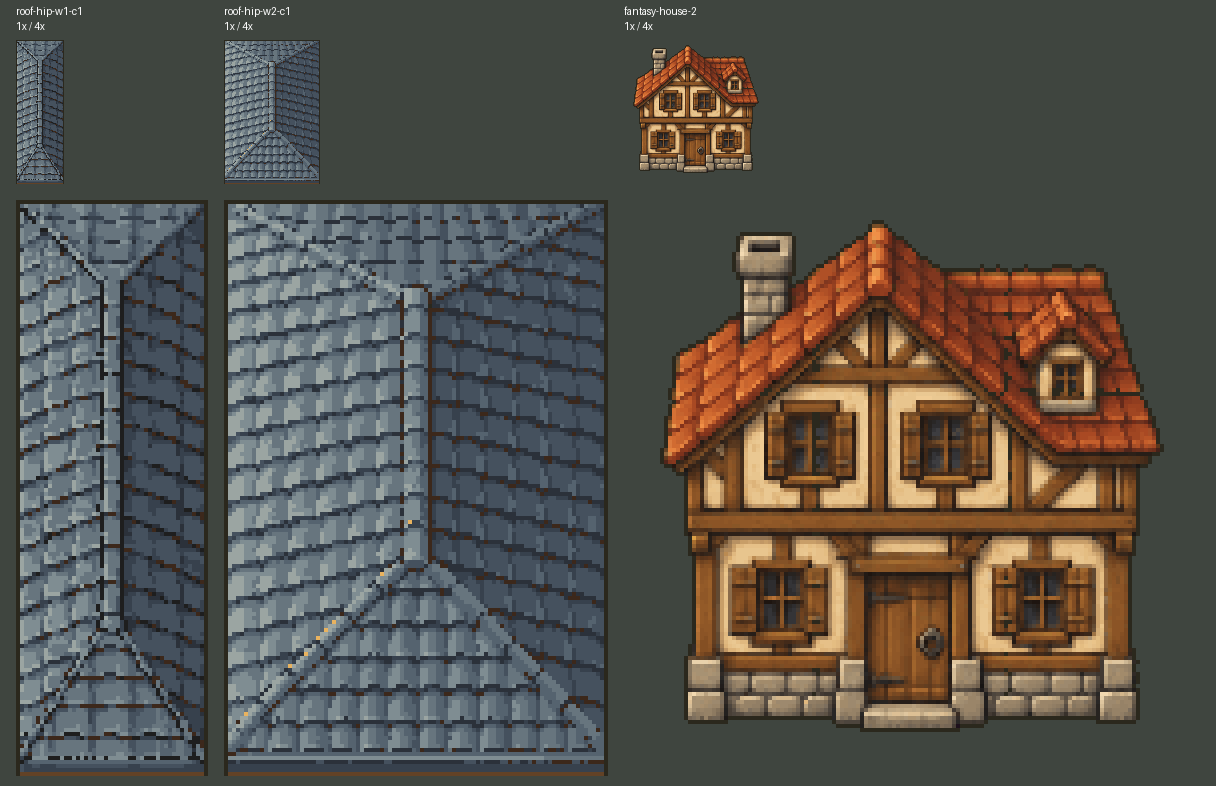 roof-hip-w1-c1
1x / 4x
roof-hip-w2-c1
1x / 4x
fantasy-house-2
1x / 4x